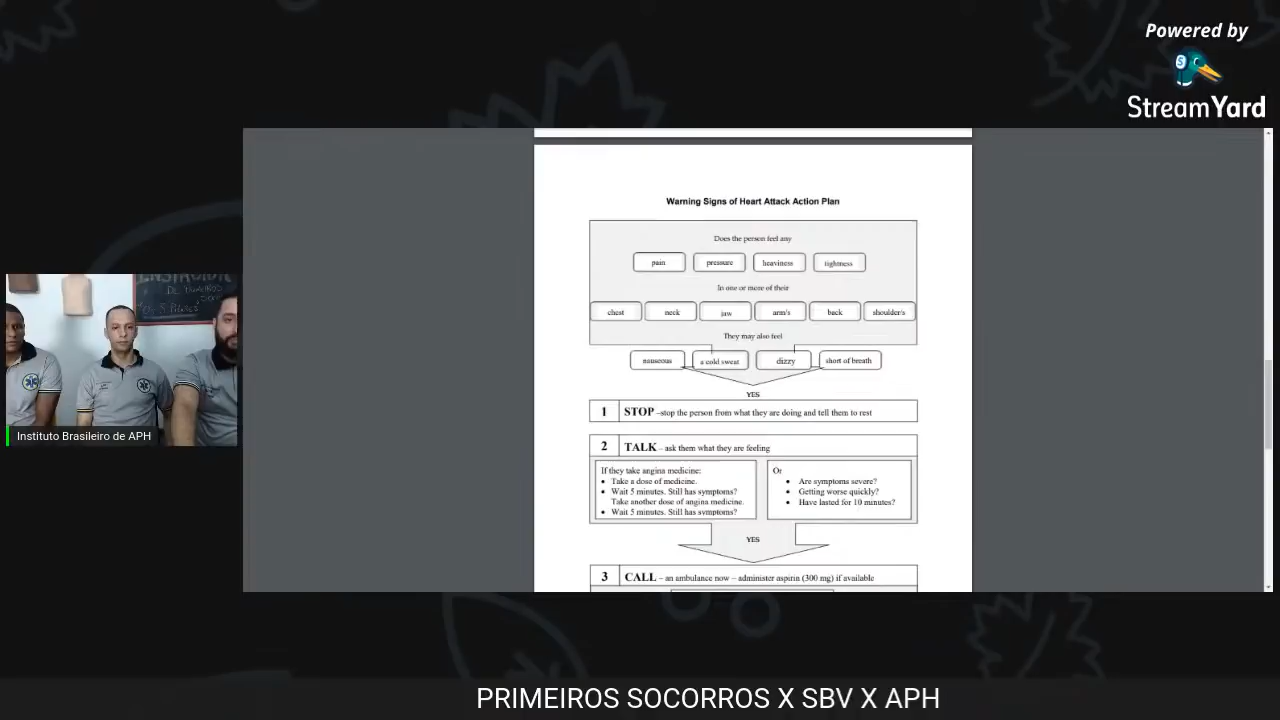 Powered by
StreamYard
Warning Signs of Heart Attack Action Plan
Does the person feel any
pain pressure heaviness tightness
In one or more of their
chest neck jaw arm/s back shoulder/s
They may also feel
nauseous a cold sweat dizzy short of breath
YES
1 STOP –stop the person from what they are doing and tell them to rest
2 TALK – ask them what they are feeling
If they take angina medicine:
• Take a dose of medicine.
• Wait 5 minutes. Still has symptoms?
Take another dose of angina medicine.
• Wait 5 minutes. Still has symptoms?
Or
• Are symptoms severe?
• Getting worse quickly?
• Have lasted for 10 minutes?
YES
3 CALL – an ambulance now – administer aspirin (300 mg) if available
Instituto Brasileiro de APH
PRIMEIROS SOCORROS X SBV X APH